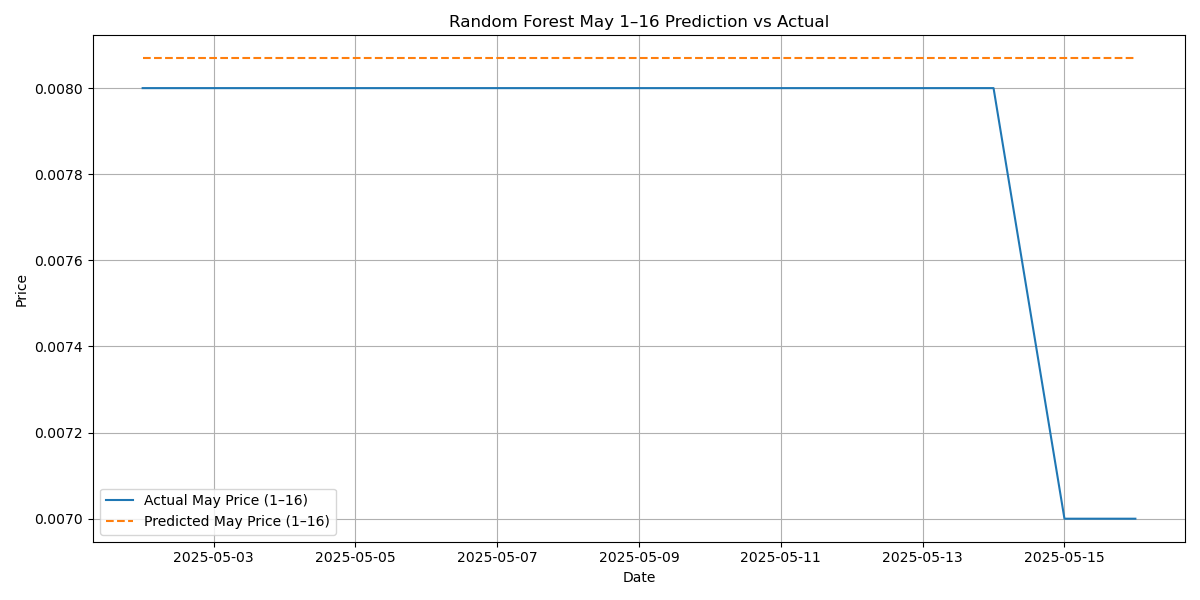 Random Forest May 1–16 Prediction vs Actual
Price
0.0080
0.0078
0.0076
0.0074
0.0072
0.0070
Actual May Price (1–16)
Predicted May Price (1–16)
2025-05-03
2025-05-05
2025-05-07
2025-05-09
2025-05-11
2025-05-13
2025-05-15
Date